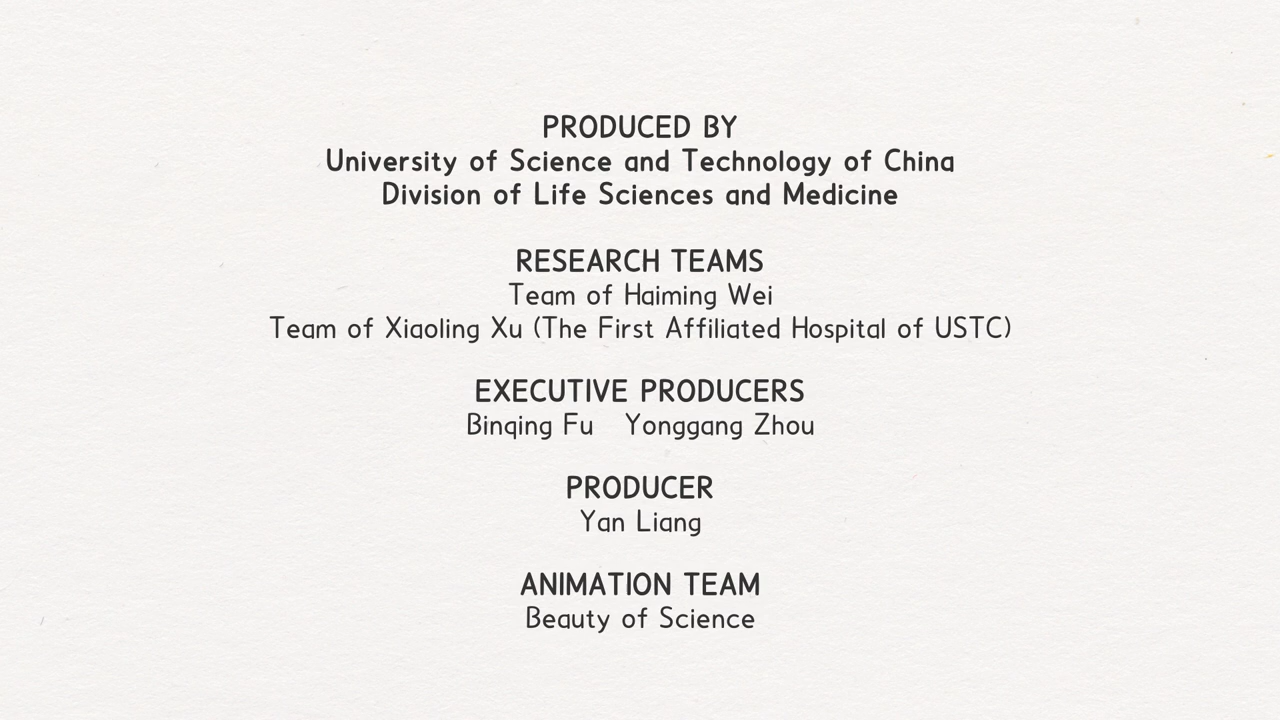 PRODUCED BY
University of Science and Technology of China
Division of Life Sciences and Medicine
RESEARCH TEAMS
Team of Haiming Wei
Team of Xiaoling Xu (The First Affiliated Hospital of USTC)
EXECUTIVE PRODUCERS
Binqing Fu Yonggang Zhou
PRODUCER
Yan Liang
ANIMATION TEAM
Beauty of Science